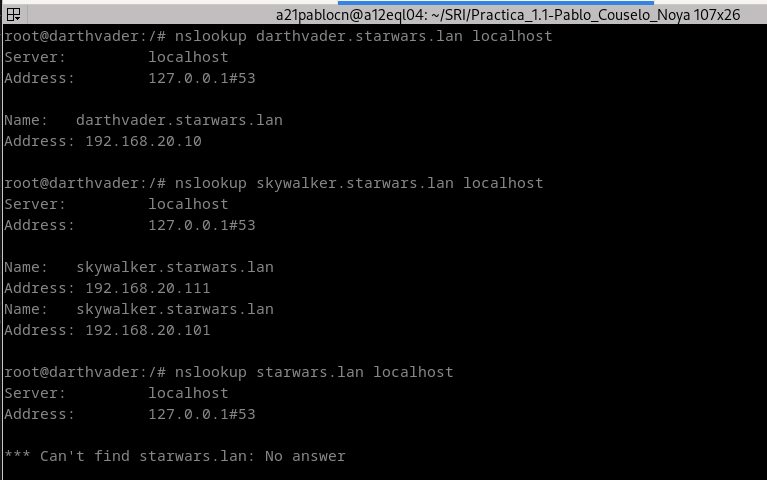 a21pablocn@a12eql04: ~/SRI/Practica_1.1-Pablo_Couselo_Noya 107x26
root@darthvader:/# nslookup darthvader.starwars.lan localhost
Server:         localhost
Address:        127.0.0.1#53
Name:   darthvader.starwars.lan
Address: 192.168.20.10
root@darthvader:/# nslookup skywalker.starwars.lan localhost
Server:         localhost
Address:        127.0.0.1#53
Name:   skywalker.starwars.lan
Address: 192.168.20.111
Name:   skywalker.starwars.lan
Address: 192.168.20.101
root@darthvader:/# nslookup starwars.lan localhost
Server:         localhost
Address:        127.0.0.1#53
*** Can't find starwars.lan: No answer